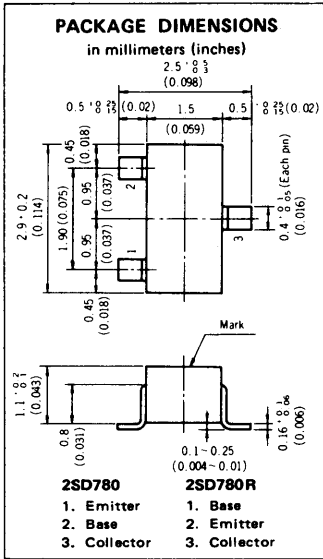 PACKAGE DIMENSIONS
in millimeters (inches)
2.5 +0.5 -0.3
(0.098)
0.5 +0.25 -0.15 (0.02)
1.5
(0.059)
0.5 +0.25 -0.15 (0.02)
0.45
(0.018)
2
0.95
(0.037)
2.9 ± 0.2
(0.114)
1.90 (0.075)
3
0.4 +0.1 -0.05 (Each pin)
(0.016)
0.95
(0.037)
1
0.45
(0.018)
Mark
1.1 +0.2 -0.1
(0.043)
0.8
(0.031)
0.1~0.25
(0.004~0.01)
0.16 +0.1 -0.06
(0.006)
2SD780 2SD780R
1. Emitter 1. Base
2. Base 2. Emitter
3. Collector 3. Collector